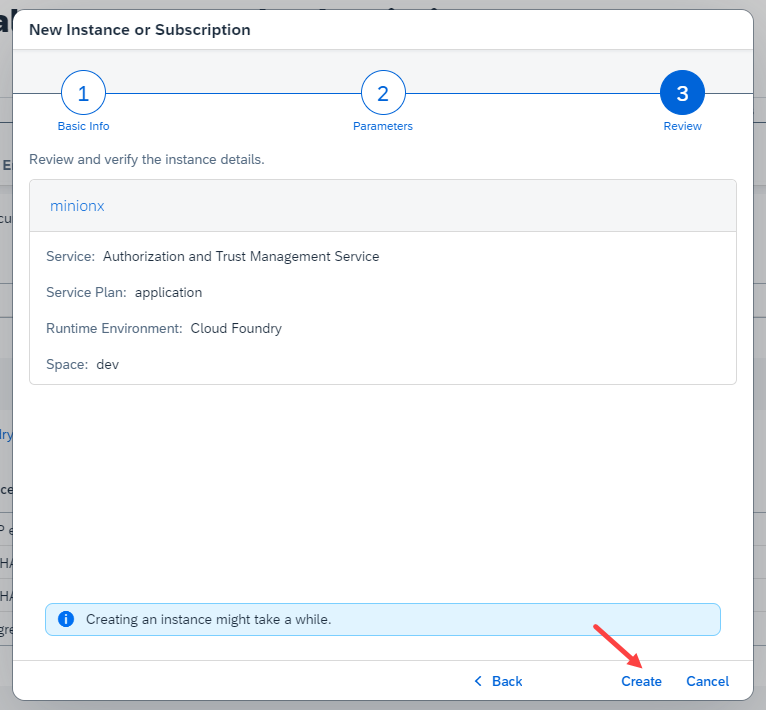 New Instance or Subscription
1
2
3
Basic Info
Parameters
Review
Review and verify the instance details.
minionx
Service: Authorization and Trust Management Service
Service Plan: application
Runtime Environment: Cloud Foundry
Space: dev
Creating an instance might take a while.
Back
Create
Cancel